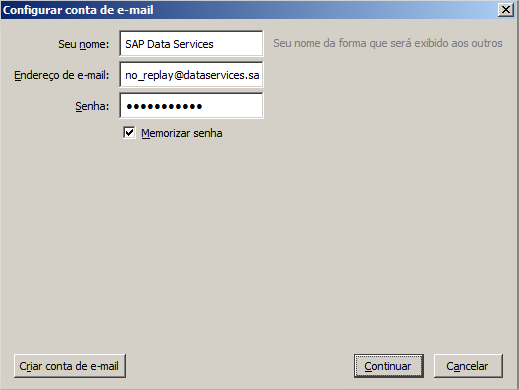 Configurar conta de e-mail
Seu nome: SAP Data Services Seu nome da forma que será exibido aos outros
Endereço de e-mail: no_replay@dataservices.sa
Senha: •••••••••••
Memorizar senha
Criar conta de e-mail Continuar Cancelar